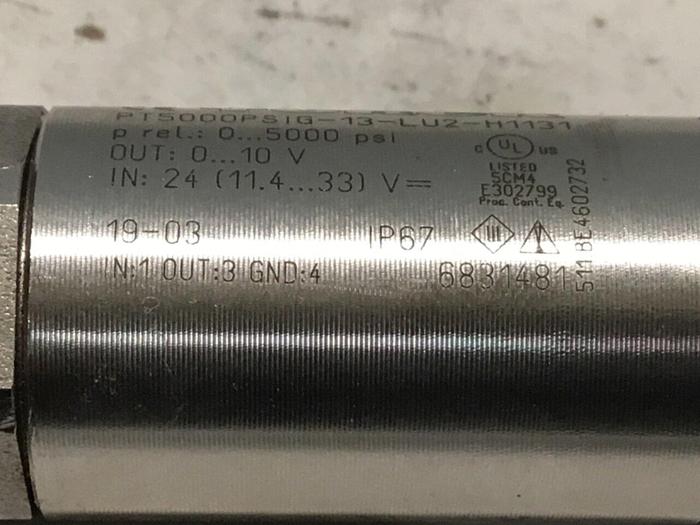 PT5000PSIG-13-LU2-H1131
p rel.: 0...5000 psi
OUT: 0...10 V
IN: 24 (11.4...33) V⎓
c UL us
LISTED
5CM4
E302799
Proc. Cont. Eq.
19-03 IP67
IN:1 OUT:3 GND:4 6831481
511 BE4602732